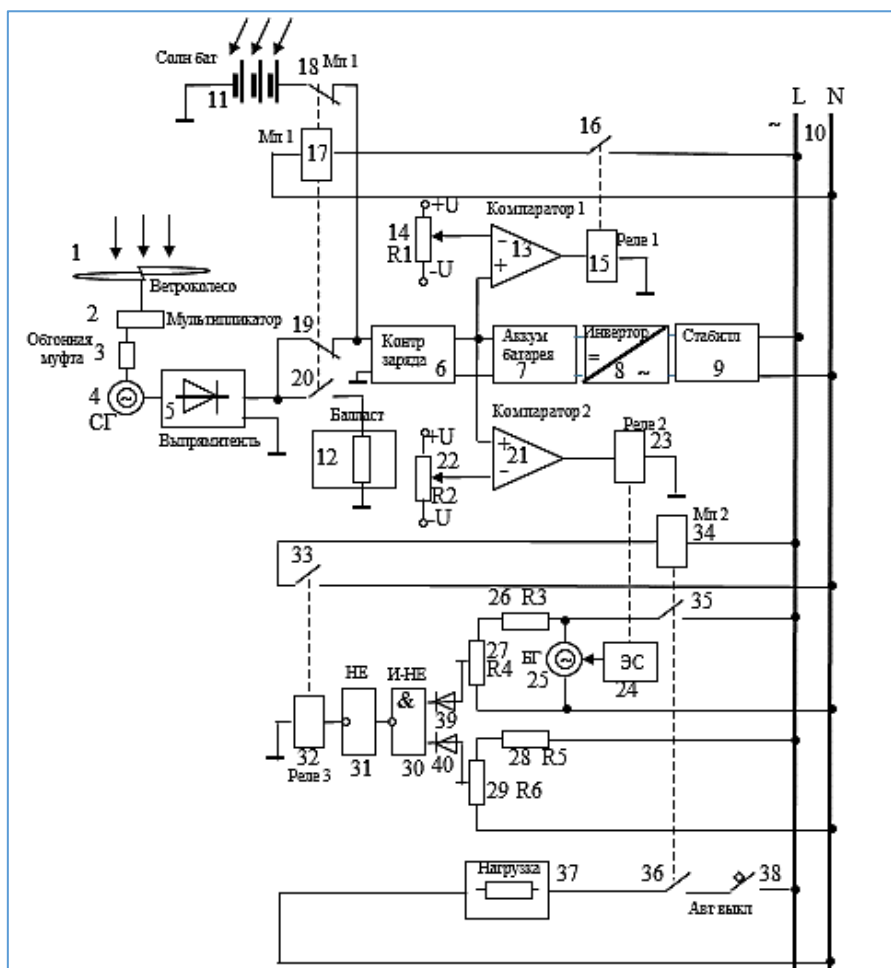 Солн бат
18
Мп 1
11
L N
~
10
Мп 1
17
16
+U
Компаратор 1
1
14
R1
−
+
13
15
Реле 1
-U
Ветроколесо
2
Мультипликатор
19
Обгонная
муфта
3
Контр
заряда
6
Аккум
батарея
7
Инвертор
=
8
~
Стабилл
9
20
4
СГ
5
Выпрямитель
Балласт
12
Компаратор 2
+U
22
R2
-U
+
−
21
Реле 2
23
Мп 2
34
33
26 R3
35
27
R4
БГ
25
ЭС
24
НЕ
И-НЕ
&
39
32
Реле 3
31
30
40
28 R5
29 R6
Нагрузка
37
36
38
Авт выкл